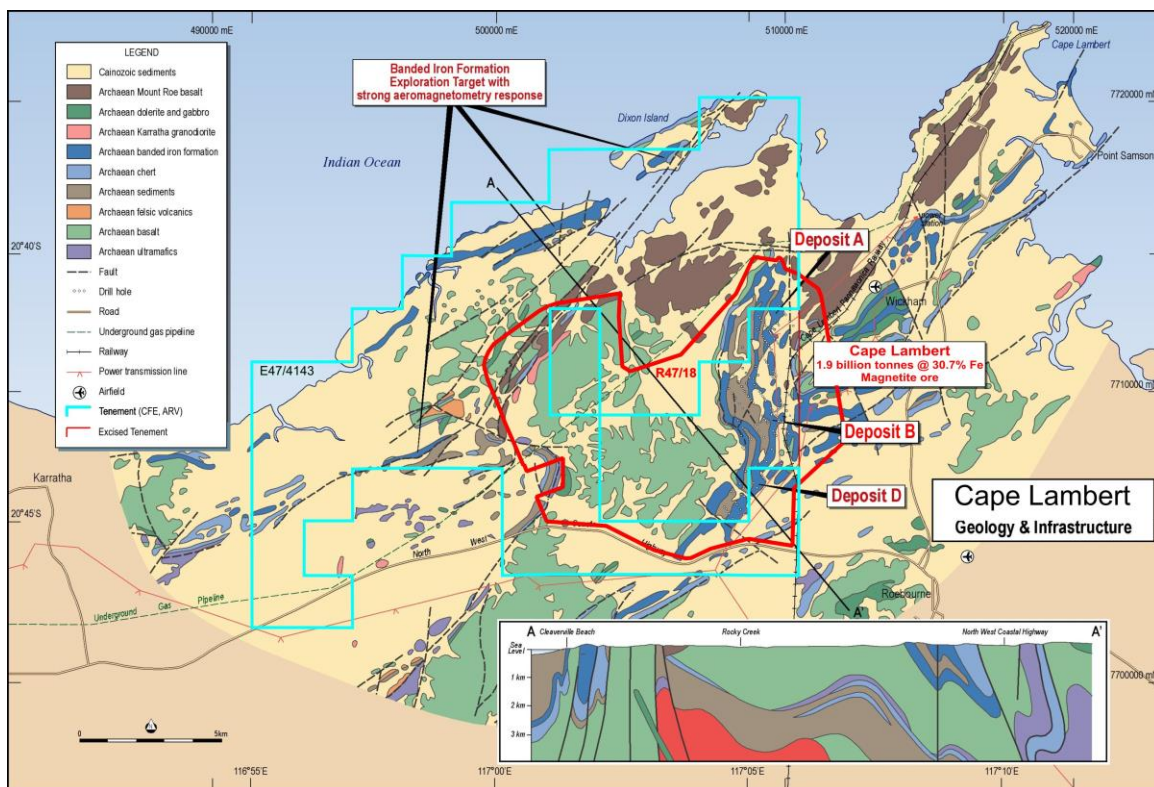 490000 mE
500000 mE
510000 mE
520000 mE
LEGEND
Cainozoic sediments
Archaean Mount Roe basalt
Archaean dolerite and gabbro
Archaean Karratha granodiorite
Archaean banded iron formation
Archaean chert
Archaean sediments
Archaean felsic volcanics
Archaean basalt
Archaean ultramafics
Fault
Drill hole
Road
Underground gas pipeline
Railway
Power transmission line
Airfield
Tenement (CFE, ARV)
Excised Tenement
Banded Iron Formation
Exploration Target with
strong aeromagnetometry response
Cape Lambert
7720000 m
Dixon Island
Indian Ocean
Point Samson
A
20°40'S
Deposit A
Cape Lambert Railway
Wickham
Cape Lambert
1.9 billion tonnes @ 30.7% Fe
Magnetite ore
E47/4143
R47/18
7710000 m
Deposit B
Karratha
Deposit D
Cape Lambert
Geology & Infrastructure
20°45'S
North West Highway
Roebourne
A'
Underground Gas Pipeline
A
Cleaverville Beach
Rocky Creek
North West Coastal Highway
A'
Sea
Level
1 km
2 km
3 km
7700000 m
0
5km
116°55'E
117°00'E
117°05'E
117°10'E